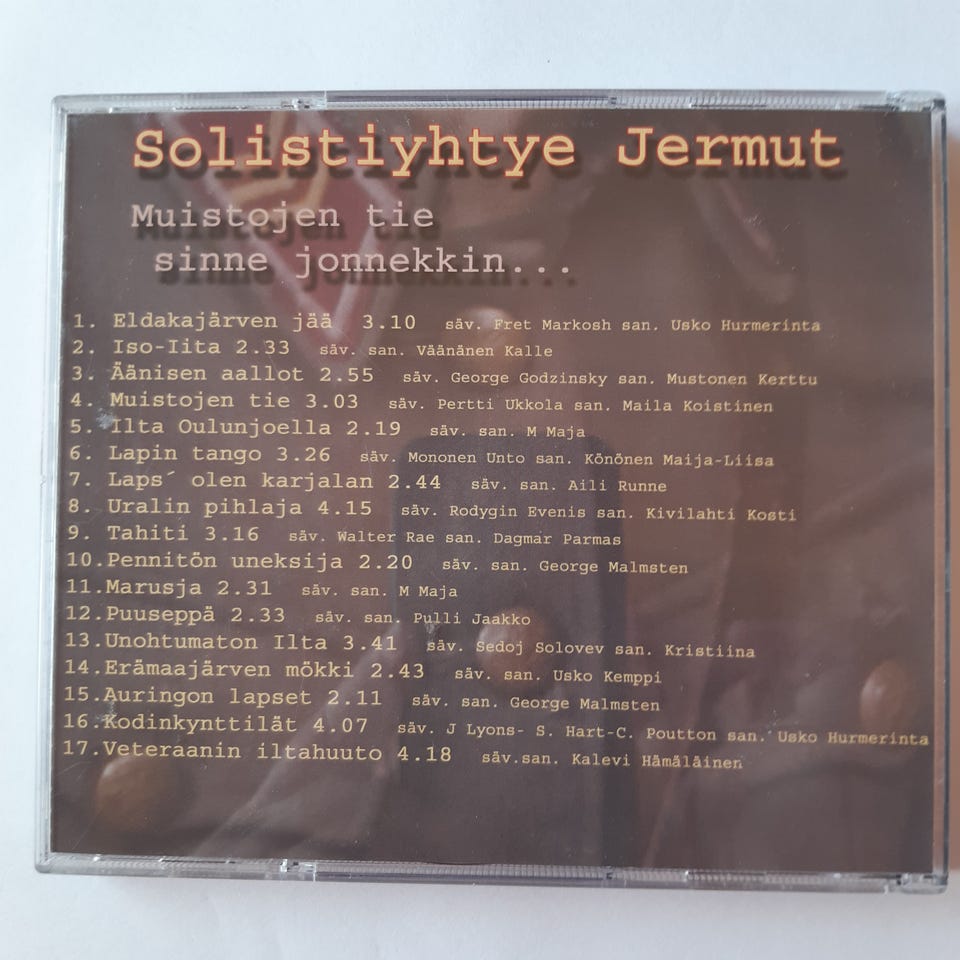 Solistiyhtye Jermut
Muistojen tie
sinne jonnekkin...
1. Eldakajärven jää 3.10 säv. Fret Markosh san. Usko Hurmerinta
2. Iso-Iita 2.33 säv. san. Väänänen Kalle
3. Äänisen aallot 2.55 säv. George Godzinsky san. Mustonen Kerttu
4. Muistojen tie 3.03 säv. Pertti Ukkola san. Maila Koistinen
5. Ilta Oulunjoella 2.19 säv. san. M Maja
6. Lapin tango 3.26 säv. Mononen Unto san. Könönen Maija-Liisa
7. Laps´ olen karjalan 2.44 säv. san. Aili Runne
8. Uralin pihlaja 4.15 säv. Rodygin Evenis san. Kivilahti Kosti
9. Tahiti 3.16 säv. Walter Rae san. Dagmar Parmas
10.Pennitön uneksija 2.20 säv. san. George Malmsten
11.Marusja 2.31 säv. san. M Maja
12.Puuseppä 2.33 säv. san. Pulli Jaakko
13.Unohtumaton Ilta 3.41 säv. Sedoj Solovev san. Kristiina
14.Erämaajärven mökki 2.43 säv. san. Usko Kemppi
15.Auringon lapset 2.11 säv. san. George Malmsten
16.Kodinkynttilät 4.07 säv. J Lyons- S. Hart-C. Poutton san. Usko Hurmerinta
17.Veteraanin iltahuuto 4.18 säv.san. Kalevi Hämäläinen